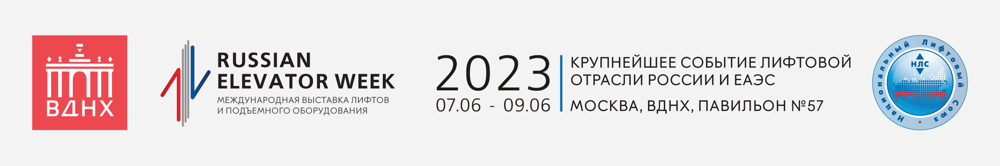 ВДНХ
RUSSIAN
ELEVATOR WEEK
МЕЖДУНАРОДНАЯ ВЫСТАВКА ЛИФТОВ
И ПОДЪЕМНОГО ОБОРУДОВАНИЯ
2023
07.06 - 09.06
КРУПНЕЙШЕЕ СОБЫТИЕ ЛИФТОВОЙ
ОТРАСЛИ РОССИИ И ЕАЭС
МОСКВА, ВДНХ, ПАВИЛЬОН №57
Национальный Лифтовый Союз
НЛС